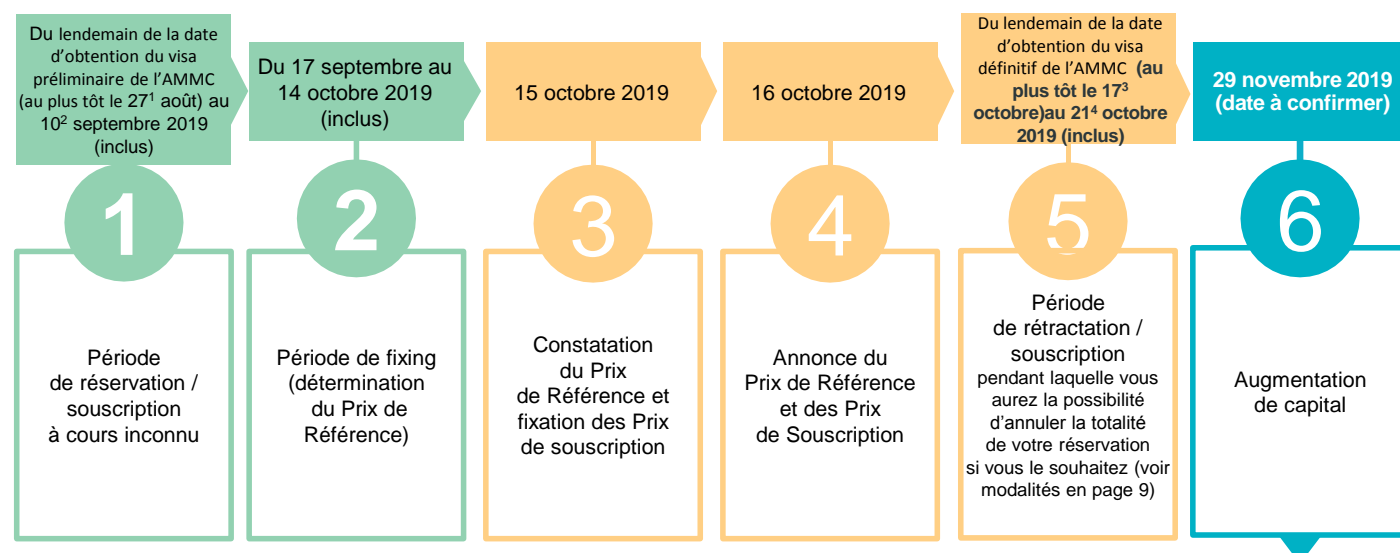 Du lendemain de la date
d'obtention du visa
préliminaire de l'AMMC
(au plus tôt le 27¹ août) au
10² septembre 2019
(inclus)
Du 17 septembre au
14 octobre 2019
(inclus)
15 octobre 2019
16 octobre 2019
Du lendemain de la date
d'obtention du visa
définitif de l'AMMC (au
plus tôt le 17³
octobre)au 21⁴ octobre
2019 (inclus)
29 novembre 2019
(date à confirmer)
1
2
3
4
5
6
Période
de réservation /
souscription
à cours inconnu
Période de fixing
(détermination
du Prix de
Référence)
Constatation
du Prix
de Référence et
fixation des Prix
de souscription
Annonce du
Prix de Référence
et des Prix
de Souscription
Période
de rétractation /
souscription
pendant laquelle vous
aurez la possibilité
d'annuler la totalité
de votre réservation
si vous le souhaitez (voir
modalités en page 9)
Augmentation
de capital